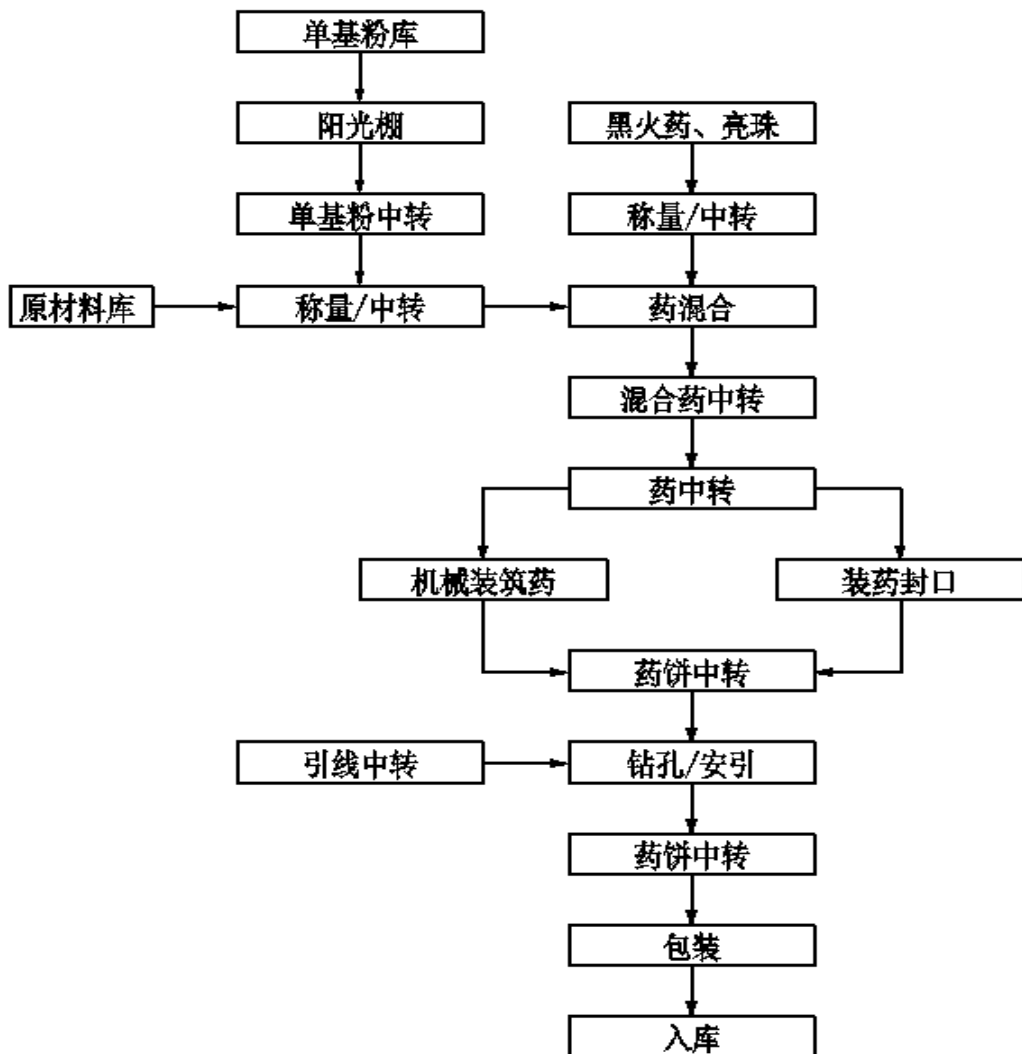 单基粉库
阳光棚
黑火药、亮珠
单基粉中转
称量/中转
原材料库
称量/中转
药混合
混合药中转
药中转
机械装筑药
装药封口
药饼中转
引线中转
钻孔/安引
药饼中转
包装
入库